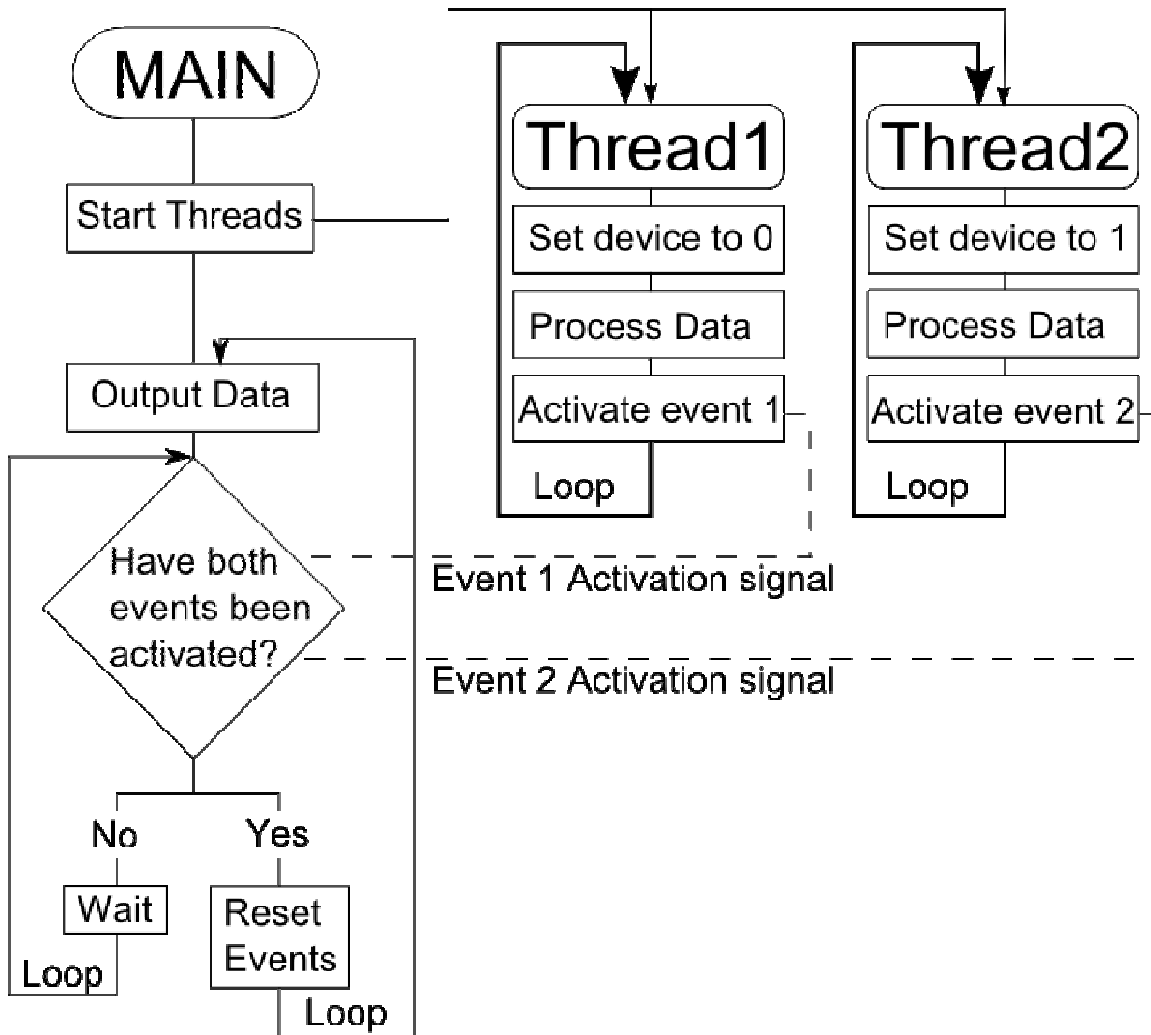 MAIN
Start Threads
Output Data
Have both
events been
activated?
No
Yes
Wait
Reset
Events
Loop
Loop
Thread1
Set device to 0
Process Data
Activate event 1
Loop
Thread2
Set device to 1
Process Data
Activate event 2
Loop
Event 1 Activation signal
Event 2 Activation signal